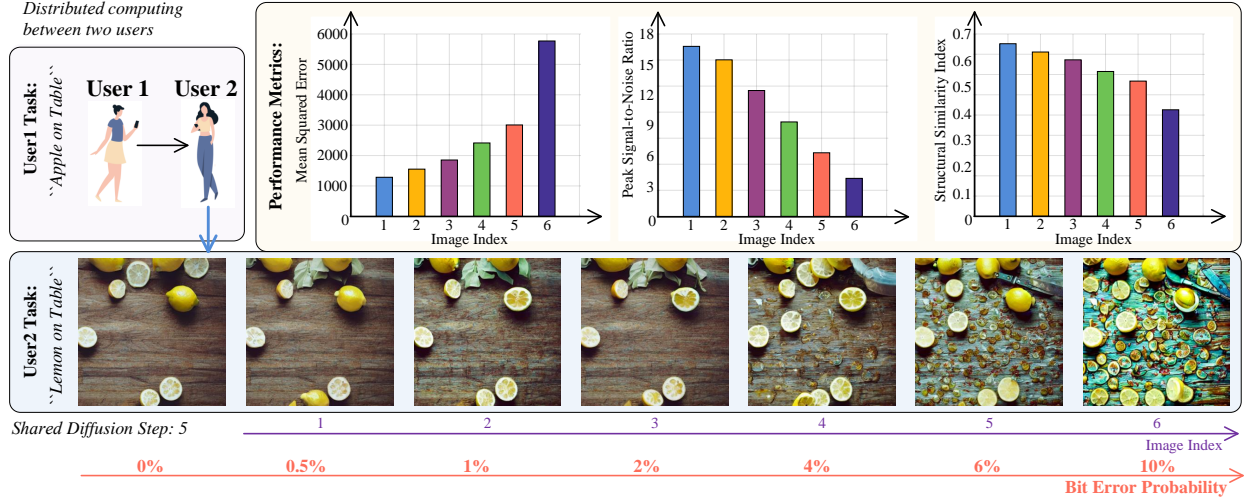 Distributed computing
between two users
User1 Task:
``Apple on Table``
User 1
User 2
Performance Metrics:
Mean Squared Error
6000
5000
4000
3000
2000
1000
0
1 2 3 4 5 6
Image Index
Peak Signal-to-Noise Ratio
18
15
12
9
6
3
0
1 2 3 4 5 6
Image Index
Structural Similarity Index
0.7
0.6
0.5
0.4
0.3
0.2
0.1
0
1 2 3 4 5 6
Image Index
User2 Task:
``Lemon on Table``
Shared Diffusion Step: 5
1 2 3 4 5 6
Image Index
0% 0.5% 1% 2% 4% 6% 10%
Bit Error Probability